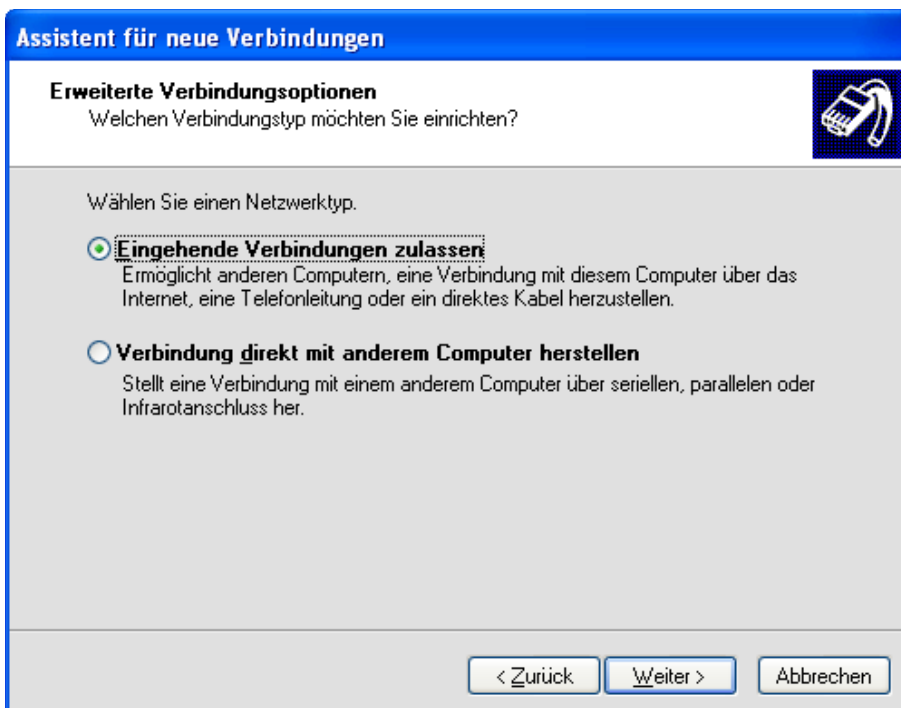 Assistent für neue Verbindungen
Erweiterte Verbindungsoptionen
Welchen Verbindungstyp möchten Sie einrichten?
Wählen Sie einen Netzwerktyp.
Eingehende Verbindungen zulassen
Ermöglicht anderen Computern, eine Verbindung mit diesem Computer über das
Internet, eine Telefonleitung oder ein direktes Kabel herzustellen.
Verbindung direkt mit anderem Computer herstellen
Stellt eine Verbindung mit einem anderem Computer über seriellen, parallelen oder
Infrarotanschluss her.
< Zurück Weiter > Abbrechen